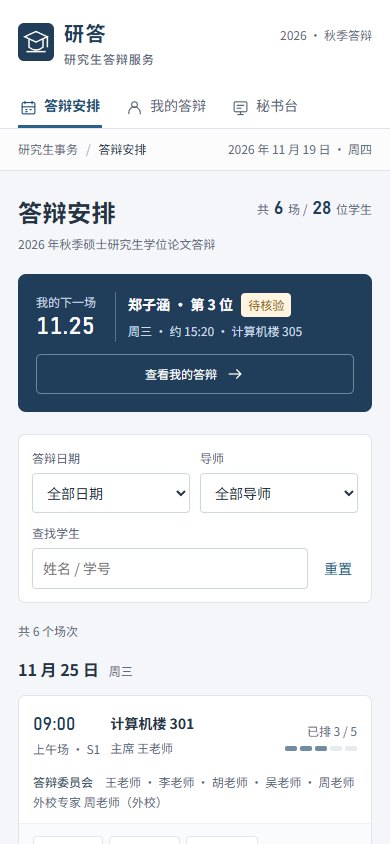 研答
研究生答辩服务
2026 • 秋季答辩
答辩安排 我的答辩 秘书台
研究生事务 / 答辩安排 2026 年 11 月 19 日 • 周四
答辩安排
共 6 场 / 28 位学生
2026 年秋季硕士研究生学位论文答辩
我的下一场
11.25
郑子涵 • 第 3 位 待核验
周三 • 约 15:20 • 计算机楼 305
查看我的答辩 →
答辩日期 导师
全部日期 全部导师
查找学生
姓名 / 学号 重置
共 6 个场次
11 月 25 日 周三
09:00 计算机楼 301
上午场 • S1 主席 王老师
已排 3 / 5
答辩委员会 王老师 • 李老师 • 胡老师 • 吴老师 • 周老师
外校专家 周老师（外校）